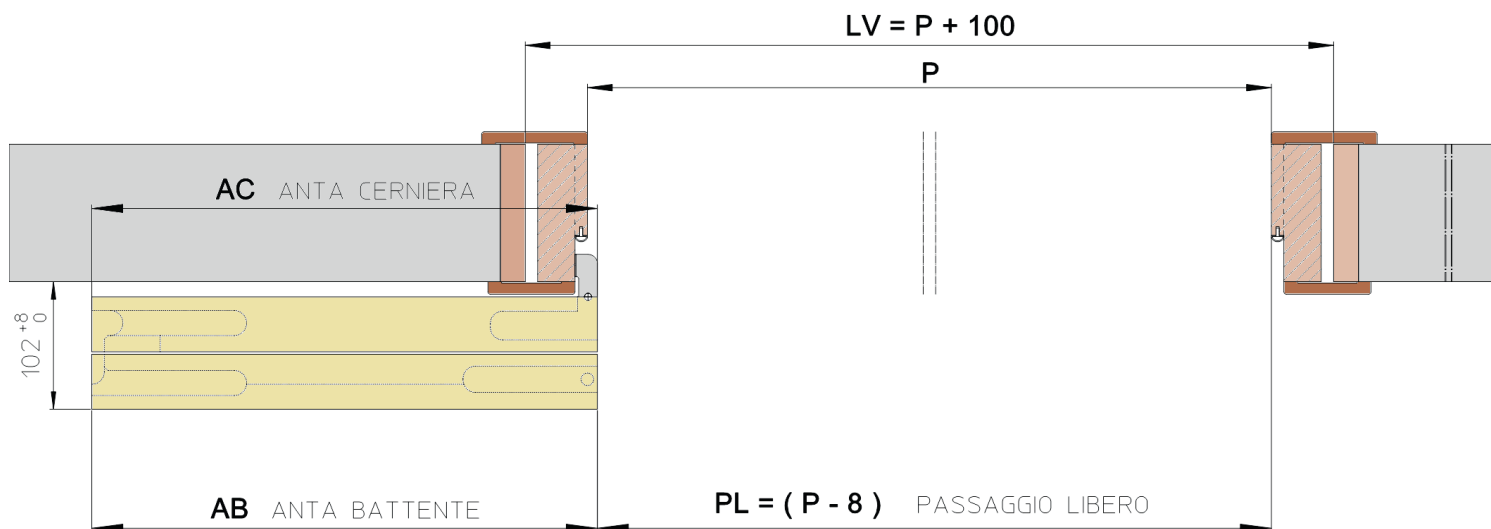 LV = P + 100
P
AC ANTA CERNIERA
102 +8 0
AB ANTA BATTENTE
PL = ( P - 8 ) PASSAGGIO LIBERO